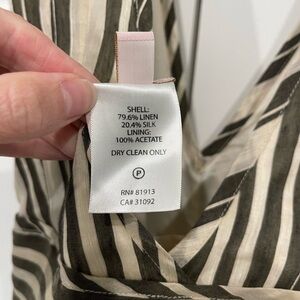 SHELL:
79.6% LINEN
20.4% SILK
LINING:
100% ACETATE
DRY CLEAN ONLY
P
RN# 81913
CA# 31092